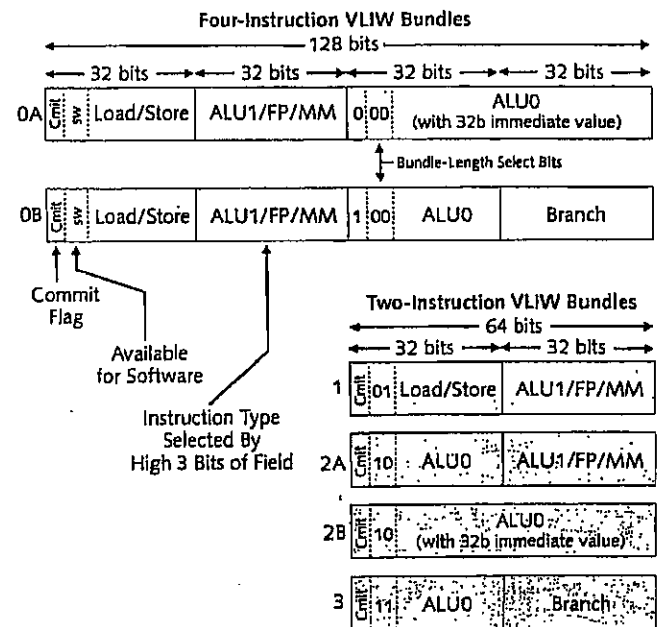 Four-Instruction VLIW Bundles
128 bits
32 bits 32 bits 32 bits 32 bits
0A Cmit sw Load/Store ALU1/FP/MM 0 00 ALU0
(with 32b immediate value)
Bundle-Length Select Bits
0B Cmit sw Load/Store ALU1/FP/MM 1 00 ALU0 Branch
Commit
Flag
Available
for Software
Instruction Type
Selected By
High 3 Bits of Field
Two-Instruction VLIW Bundles
64 bits
32 bits 32 bits
1 Cmit 01 Load/Store ALU1/FP/MM
2A Cmit 10 ALU0 ALU1/FP/MM
2B Cmit 10 ALU0
(with 32b immediate value)
3 Cmit 11 ALU0 Branch